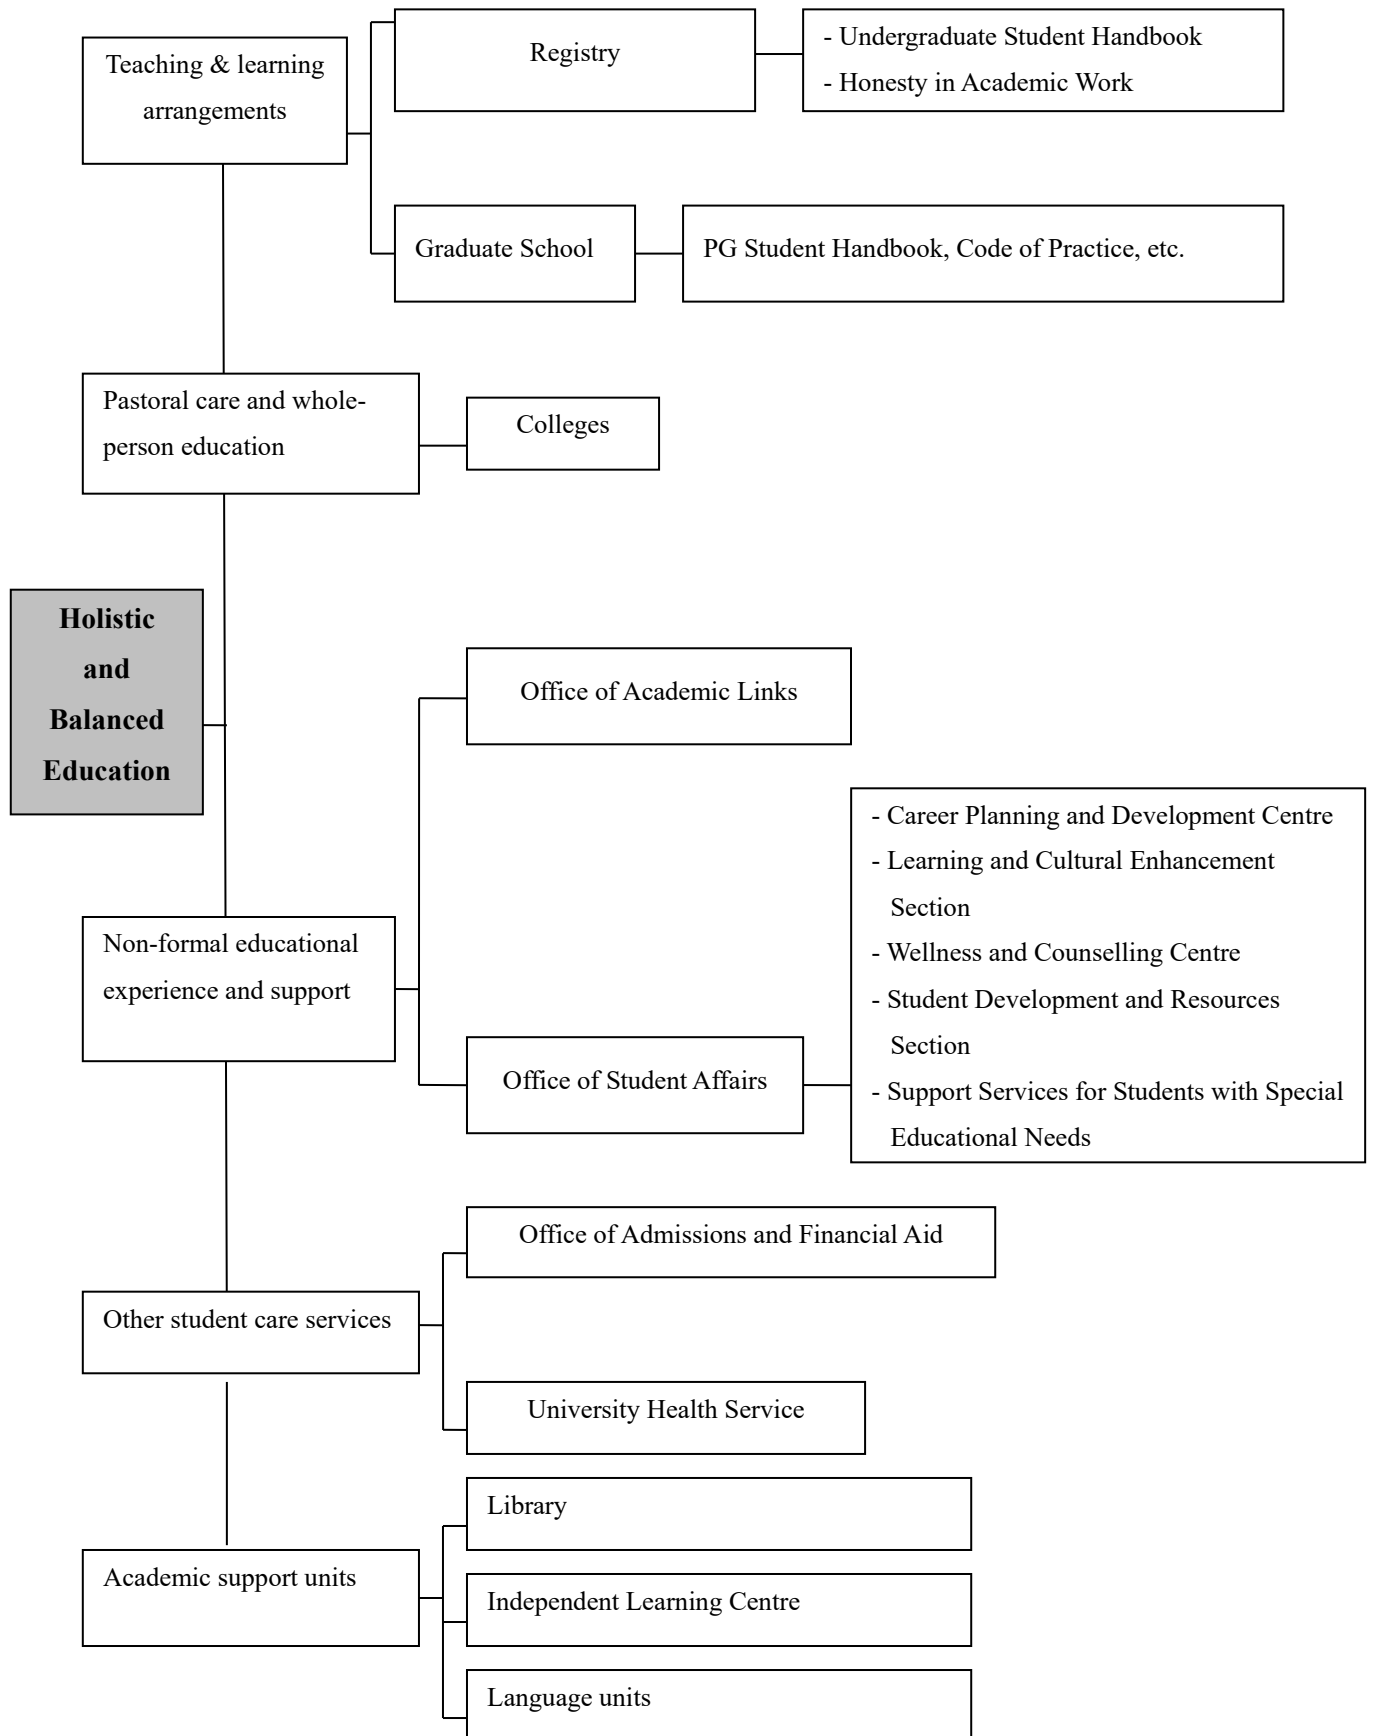 Teaching & learning
arrangements
Registry
- Undergraduate Student Handbook
- Honesty in Academic Work
Graduate School
PG Student Handbook, Code of Practice, etc.
Pastoral care and whole-
person education
Colleges
Holistic
and
Balanced
Education
Office of Academic Links
Non-formal educational
experience and support
Office of Student Affairs
- Career Planning and Development Centre
- Learning and Cultural Enhancement
Section
- Wellness and Counselling Centre
- Student Development and Resources
Section
- Support Services for Students with Special
Educational Needs
Other student care services
Office of Admissions and Financial Aid
University Health Service
Academic support units
Library
Independent Learning Centre
Language units